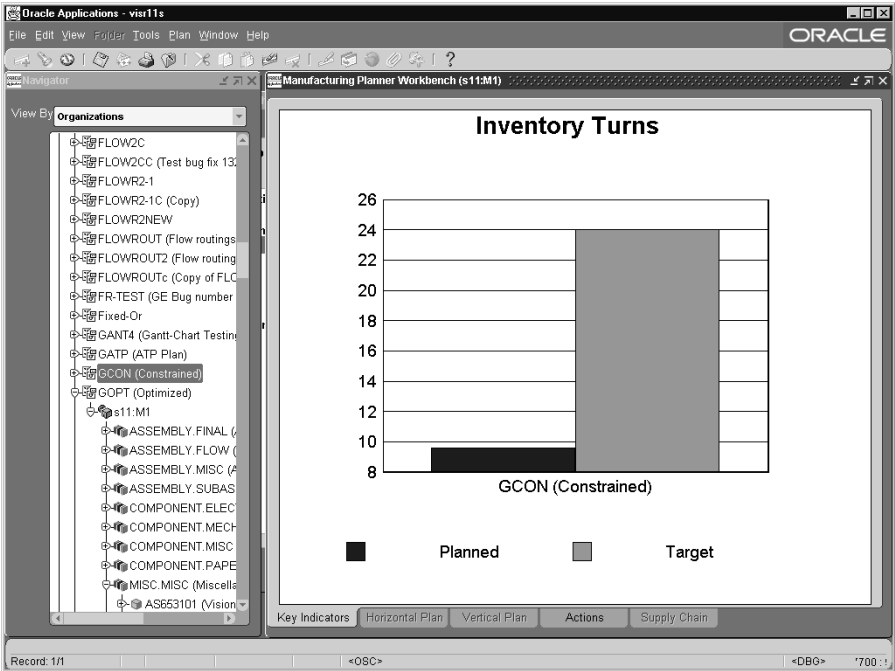 Oracle Applications - visr11s
File Edit View Folder Tools Plan Window Help
ORACLE
Navigator
View By Organizations
FLOW2C
FLOW2CC (Test bug fix 132
FLOWR2-1
FLOWR2-1C (Copy)
FLOWR2NEW
FLOWROUT (Flow routings
FLOWROUT2 (Flow routing
FLOWROUTc (Copy of FLC
FR-TEST (GE Bug number
Fixed-Or
GANT4 (Gantt-Chart Testing
GATP (ATP Plan)
GCON (Constrained)
GOPT (Optimized)
s11:M1
ASSEMBLY.FINAL (
ASSEMBLY.FLOW (
ASSEMBLY.MISC (A
ASSEMBLY.SUBAS
COMPONENT.ELEC
COMPONENT.MECH
COMPONENT.MISC
COMPONENT.PAPE
MISC.MISC (Miscella
AS653101 (Vision
Manufacturing Planner Workbench (s11:M1)
Inventory Turns
26
24
22
20
18
16
14
12
10
8
GCON (Constrained)
Planned Target
Key Indicators Horizontal Plan Vertical Plan Actions Supply Chain
Record: 1/1 <OSC> <DBG>